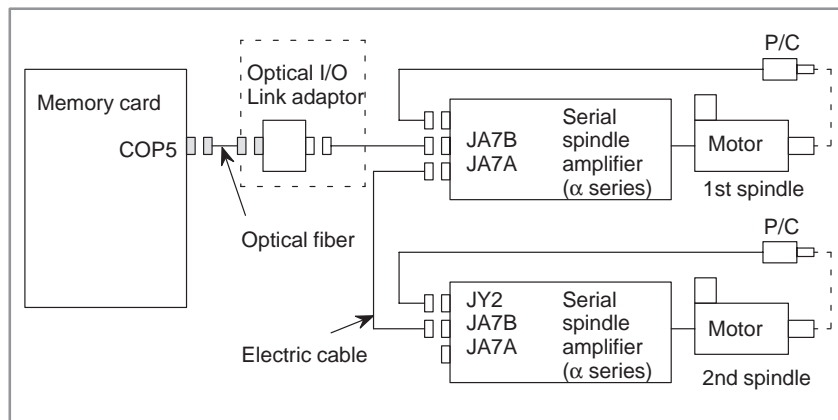 P/C
Optical I/O
Link adaptor
Memory card
COP5
JA7B
JA7A
Serial
spindle
amplifier
(α series)
Motor
1st spindle
Optical fiber
P/C
JY2
JA7B
JA7A
Serial
spindle
amplifier
(α series)
Motor
2nd spindle
Electric cable